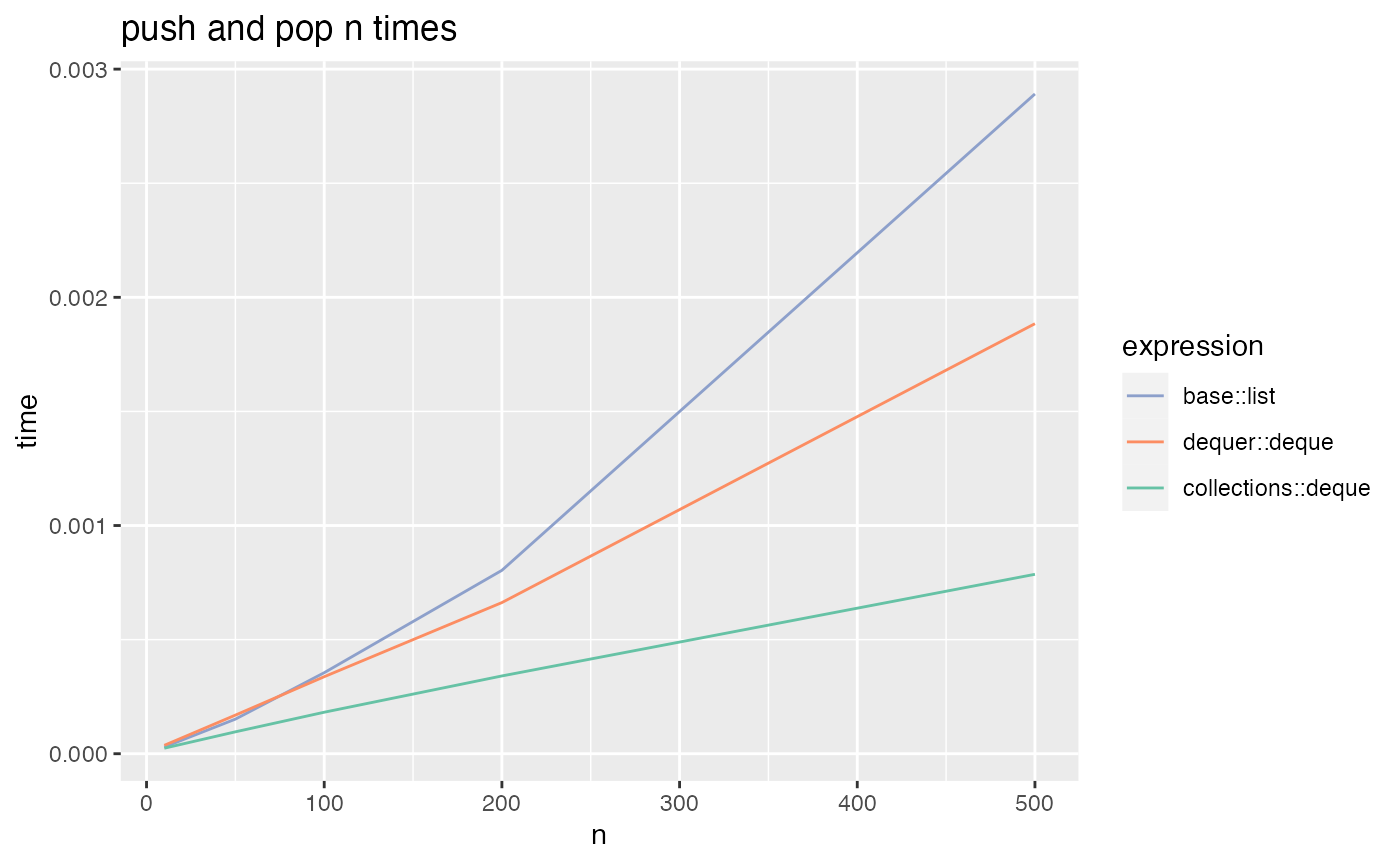 push and pop n times
0.003
0.002
0.001
0.000
time
0
100
200
300
400
500
n
expression
base::list
dequer::deque
collections::deque